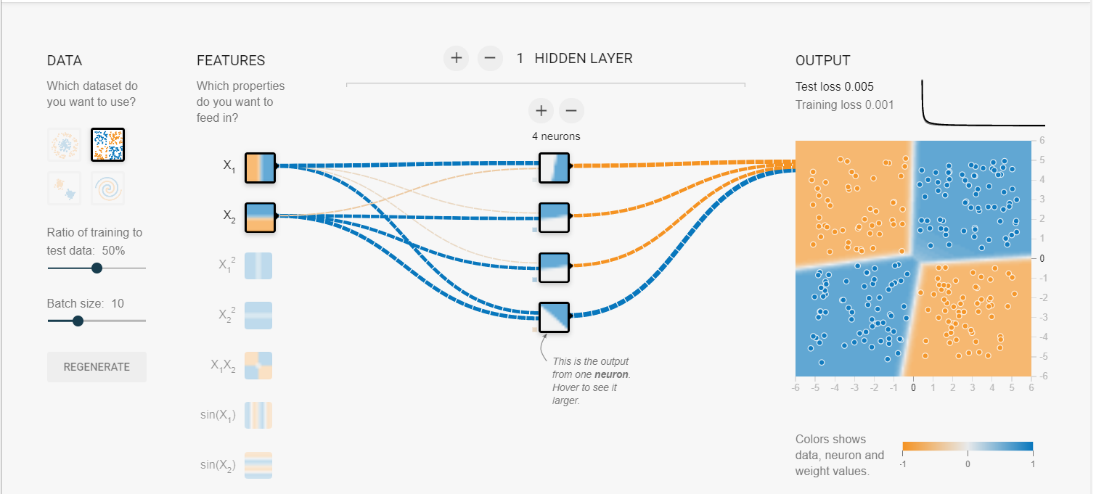 DATA
Which dataset do
you want to use?
Ratio of training to
test data: 50%
Batch size: 10
REGENERATE
FEATURES
Which properties
do you want to
feed in?
X1
X2
X1²
X2²
X1X2
sin(X1)
sin(X2)
+ − 1 HIDDEN LAYER
+ −
4 neurons
This is the output
from one neuron.
Hover to see it
larger.
OUTPUT
Test loss 0.005
Training loss 0.001
6
5
4
3
2
1
0
-1
-2
-3
-4
-5
-6
-6 -5 -4 -3 -2 -1 0 1 2 3 4 5 6
Colors shows
data, neuron and
weight values.
-1 0 1